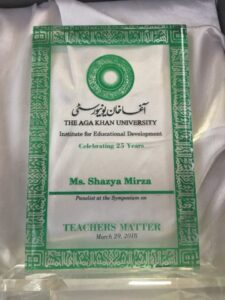 آغا خان یونیورسٹی
THE AGA KHAN UNIVERSITY
Institute for Educational Development
Celebrating 25 Years
Ms. Shazya Mirza
Panelist at the Symposium on
TEACHERS MATTER
March 29, 2018